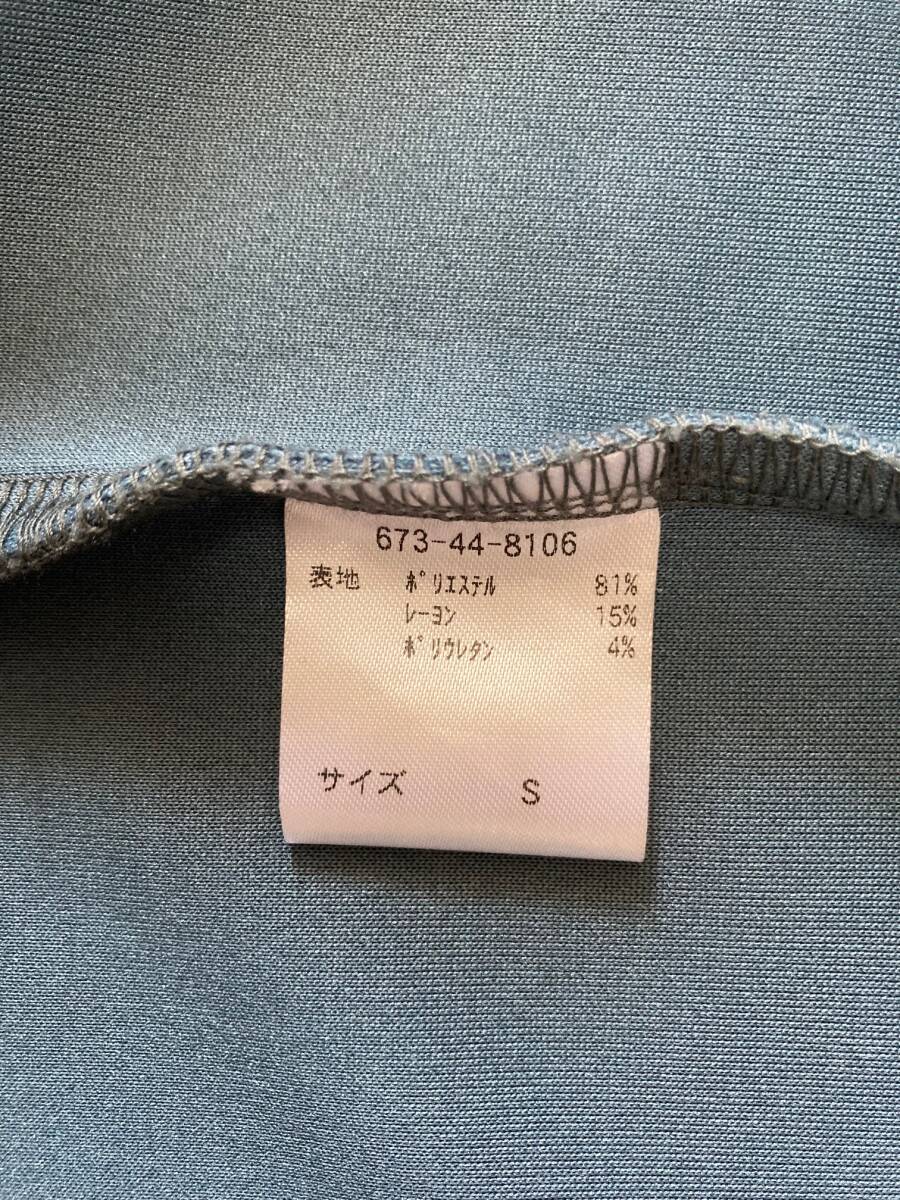 673-44-8106
表地 ﾎﾟﾘｴｽﾃﾙ 81%
ﾚｰﾖﾝ 15%
ﾎﾟﾘｳﾚﾀﾝ 4%
サイズ S